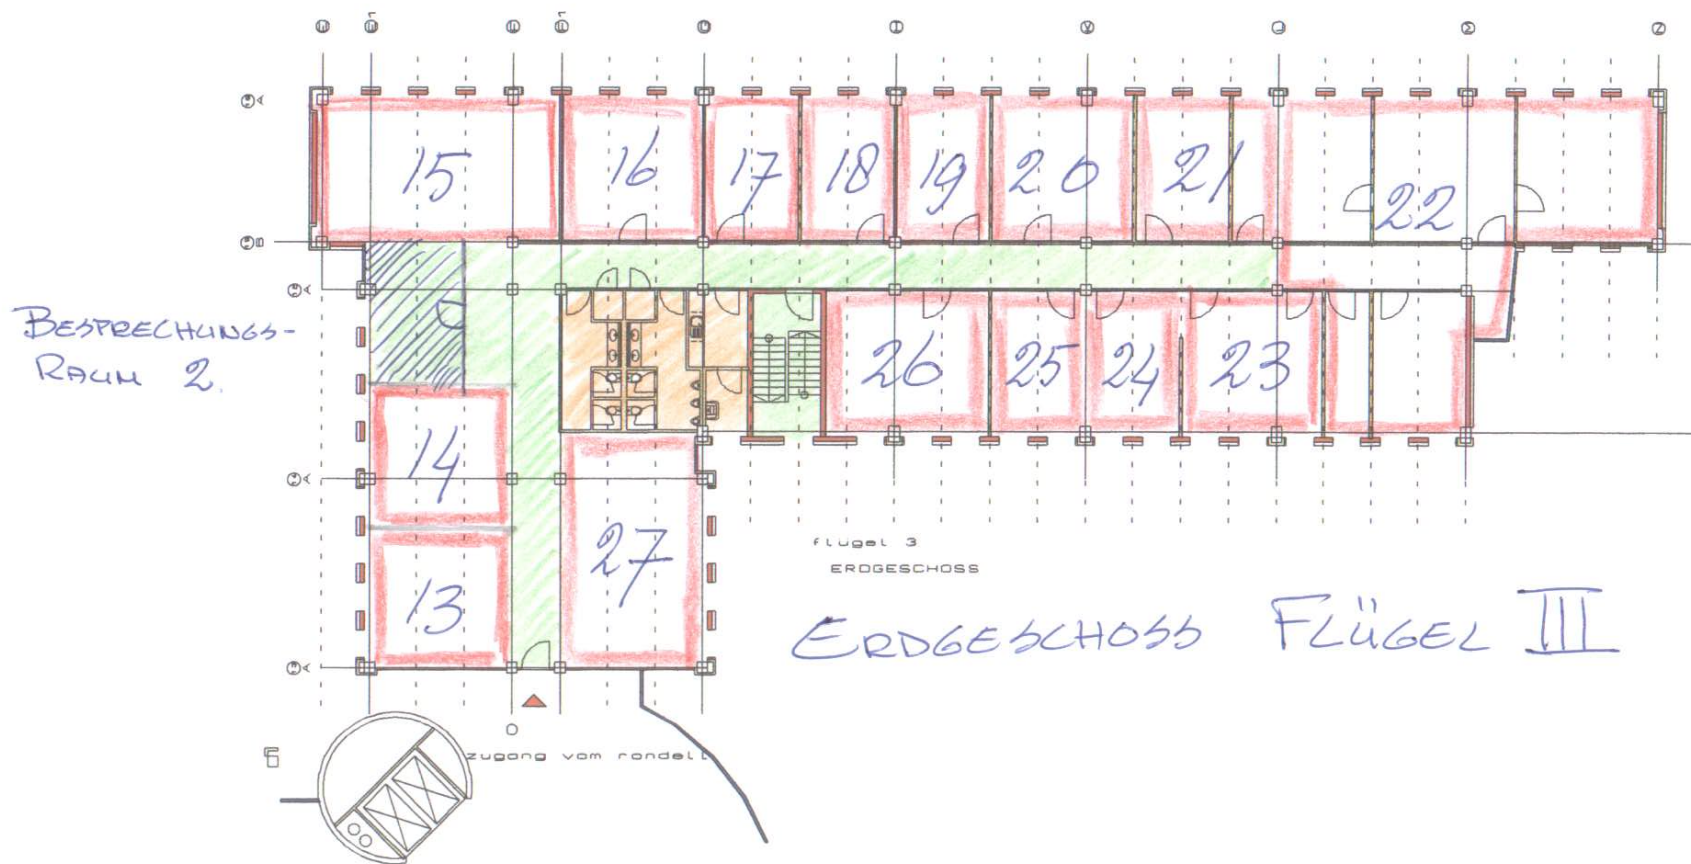 E E' F F' G H K L M N
15 16 17 18 19 20 21 22
BESPRECHUNGS-
RAUM 2.
26 25 24 23
14
27
13
flügel 3
ERDGESCHOSS
ERDGESCHOSS FLÜGEL III
zugang vom rondell